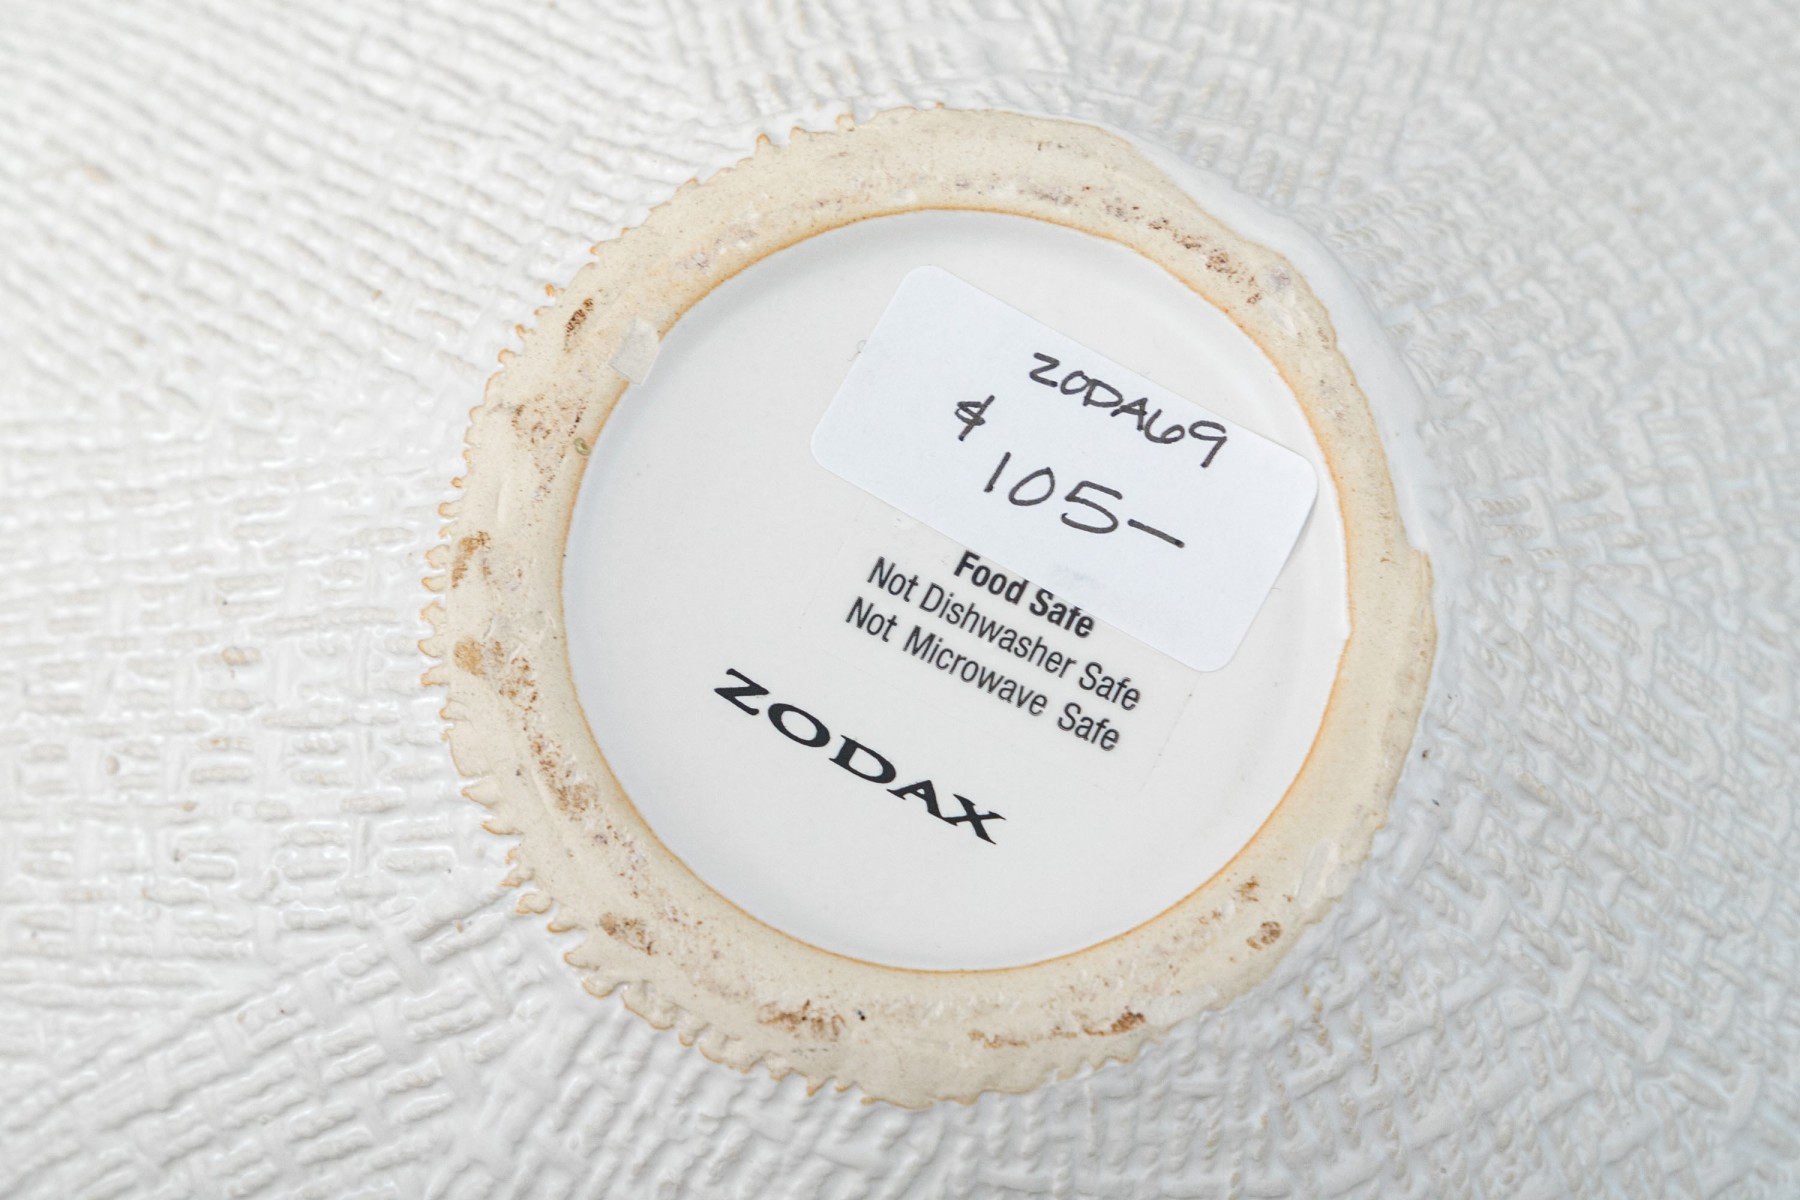 ZODA69
$ 105-
Food Safe
Not Dishwasher Safe
Not Microwave Safe
ZODAX